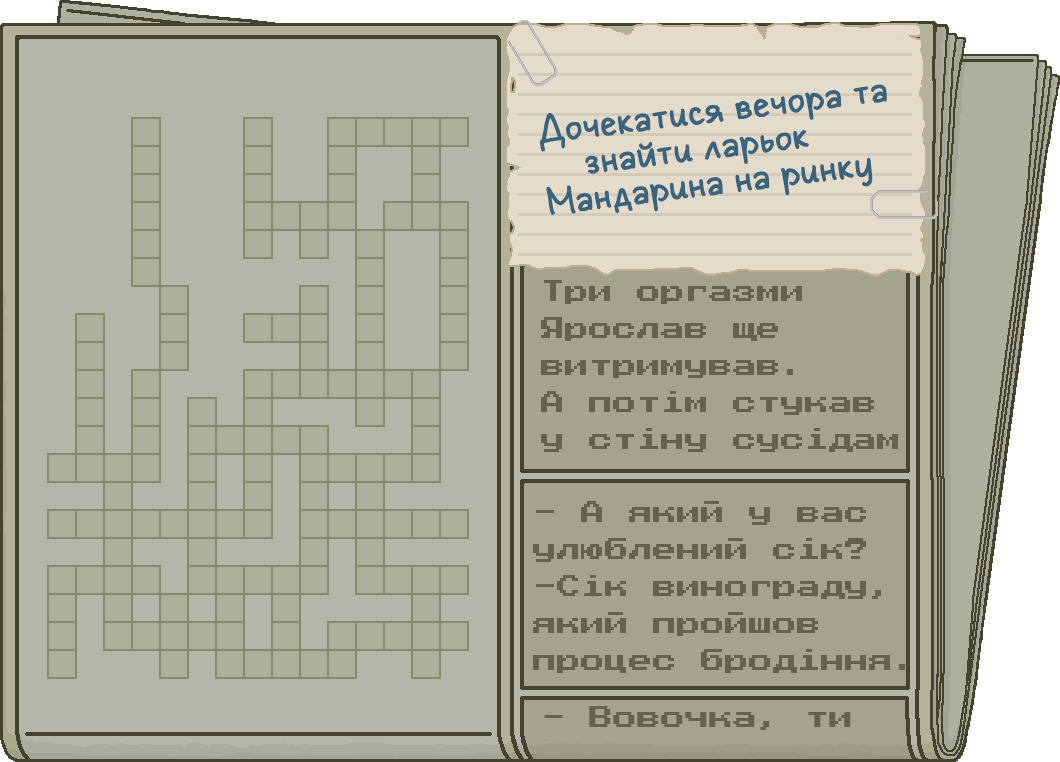 Дочекатися вечора та
знайти ларьок
Мандарина на ринку
Три оргазми
Ярослав ще
витримував.
А потім стукав
у стіну сусідам
- А який у вас
улюблений сік?
-Сік винограду,
який пройшов
процес бродіння.
- Вовочка, ти